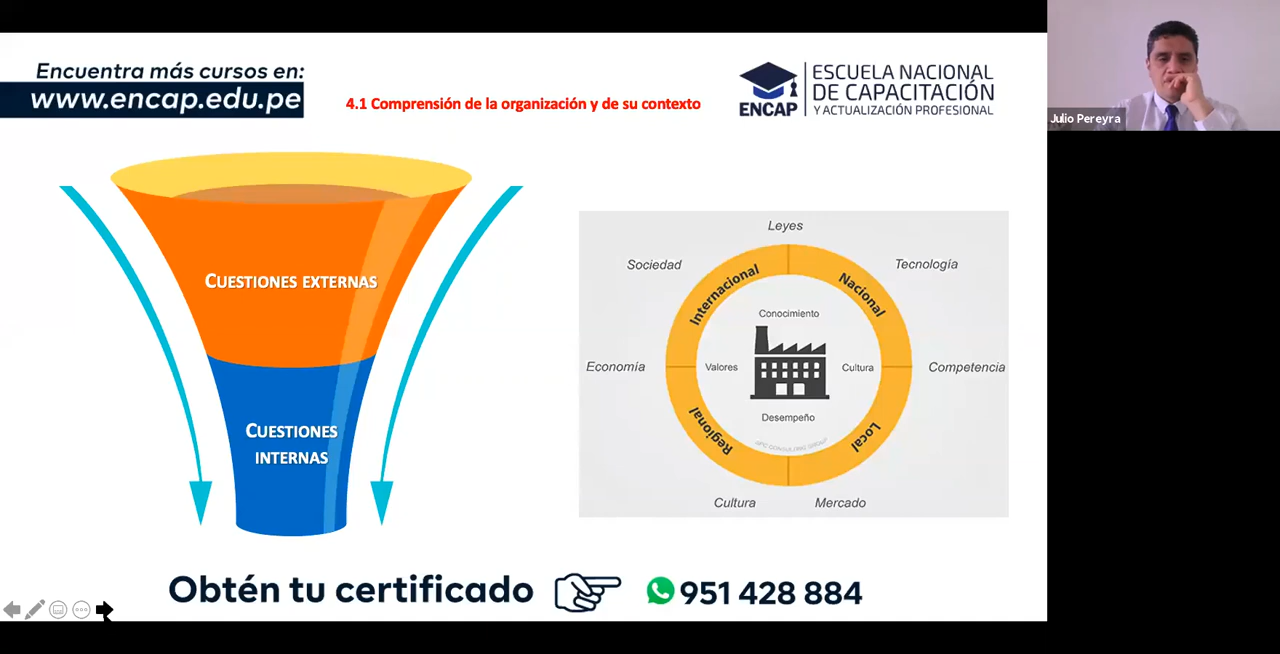 Encuentra más cursos en:
www.encap.edu.pe
4.1 Comprensión de la organización y de su contexto
ENCAP
ESCUELA NACIONAL
DE CAPACITACIÓN
Y ACTUALIZACIÓN PROFESIONAL
Julio Pereyra
CUESTIONES EXTERNAS
CUESTIONES
INTERNAS
Leyes
Sociedad
Tecnología
Internacional
Nacional
Conocimiento
Economía
Valores
Cultura
Competencia
Desempeño
Regional
Local
Cultura
Mercado
Obtén tu certificado
951 428 884